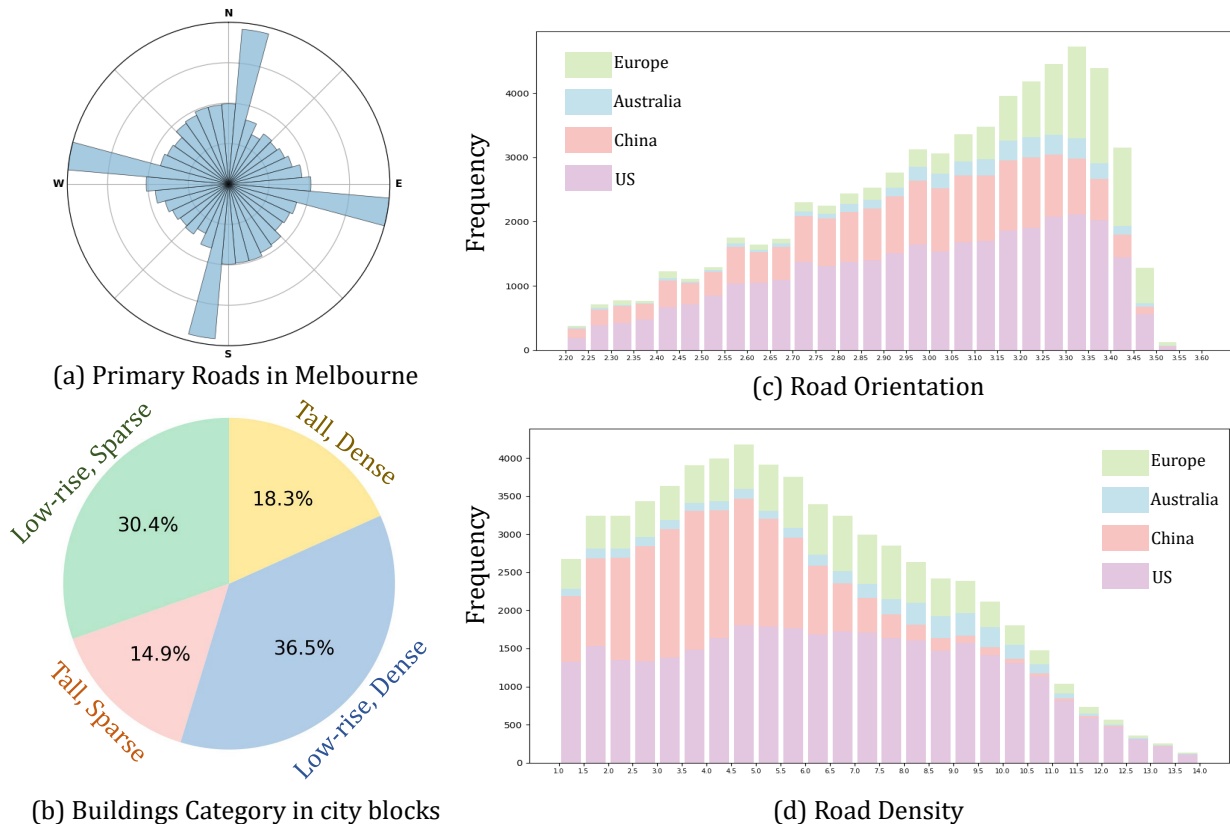 N
W
E
S
(a) Primary Roads in Melbourne
Low-rise, Sparse
Tall, Dense
30.4%
18.3%
14.9%
36.5%
Tall, Sparse
Low-rise, Dense
(b) Buildings Category in city blocks
Frequency
4000
3000
2000
1000
0
Europe
Australia
China
US
2.20 2.25 2.30 2.35 2.40 2.45 2.50 2.55 2.60 2.65 2.70 2.75 2.80 2.85 2.90 2.95 3.00 3.05 3.10 3.15 3.20 3.25 3.30 3.35 3.40 3.45 3.50 3.55 3.60
(c) Road Orientation
Frequency
4000
3500
3000
2500
2000
1500
1000
500
0
Europe
Australia
China
US
1.0 1.5 2.0 2.5 3.0 3.5 4.0 4.5 5.0 5.5 6.0 6.5 7.0 7.5 8.0 8.5 9.0 9.5 10.0 10.5 11.0 11.5 12.0 12.5 13.0 13.5 14.0
(d) Road Density